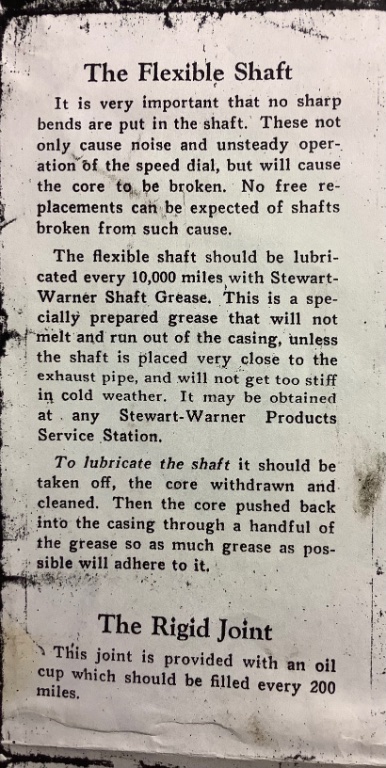 The Flexible Shaft
It is very important that no sharp
bends are put in the shaft. These not
only cause noise and unsteady oper-
ation of the speed dial, but will cause
the core to be broken. No free re-
placements can be expected of shafts
broken from such cause.
The flexible shaft should be lubri-
cated every 10,000 miles with Stewart-
Warner Shaft Grease. This is a spe-
cially prepared grease that will not
melt and run out of the casing, unless
the shaft is placed very close to the
exhaust pipe, and will not get too stiff
in cold weather. It may be obtained
at any Stewart-Warner Products
Service Station.
To lubricate the shaft it should be
taken off, the core withdrawn and
cleaned. Then the core pushed back
into the casing through a handful of
the grease so as much grease as pos-
sible will adhere to it.
The Rigid Joint
This joint is provided with an oil
cup which should be filled every 200
miles.